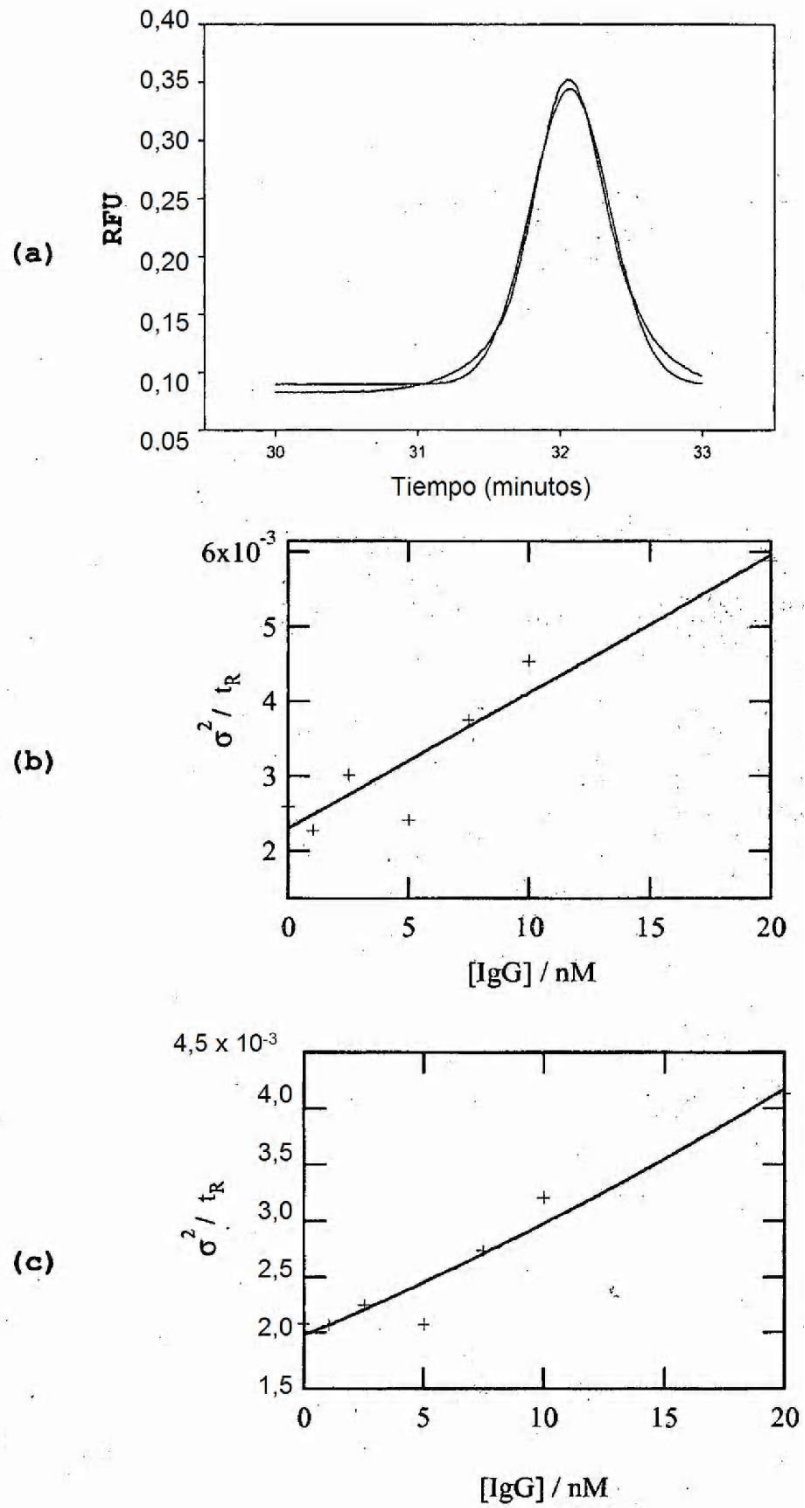 (a)
RFU
0,40
0,35
0,30
0,25
0,20
0,15
0,10
0.05
30 31 32 33
Tiempo (minutos)
(b)
σ² / t_R
6x10⁻³
5
4
3
2
0 5 10 15 20
[IgG] / nM
(c)
σ² / t_R
4,5 x 10⁻³
4,0
3,5
3,0
2,5
2,0
1,5
0 5 10 15 20
[IgG] / nM